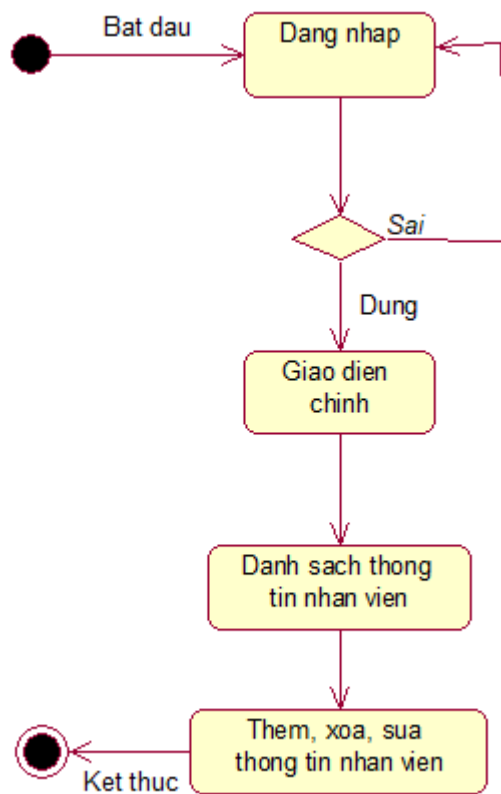 Bat dau
Dang nhap
Sai
Dung
Giao dien
chinh
Danh sach thong
tin nhan vien
Them, xoa, sua
thong tin nhan vien
Ket thuc